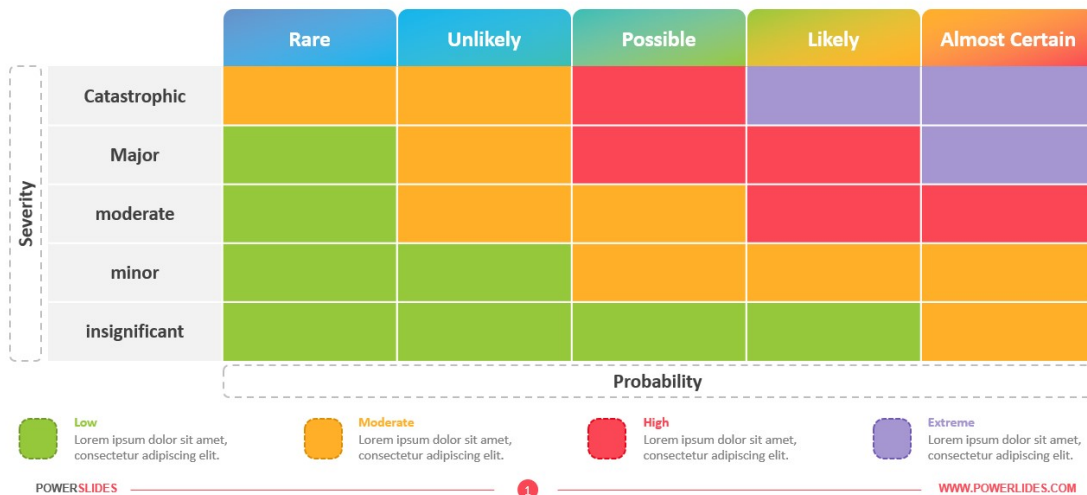 Rare
Unlikely
Possible
Likely
Almost Certain
Severity
Catastrophic
Major
moderate
minor
insignificant
Probability
Low
Lorem ipsum dolor sit amet,
consectetur adipiscing elit.
Moderate
Lorem ipsum dolor sit amet,
consectetur adipiscing elit.
High
Lorem ipsum dolor sit amet,
consectetur adipiscing elit.
Extreme
Lorem ipsum dolor sit amet,
consectetur adipiscing elit.
POWERSLIDES
1
WWW.POWERLIDES.COM